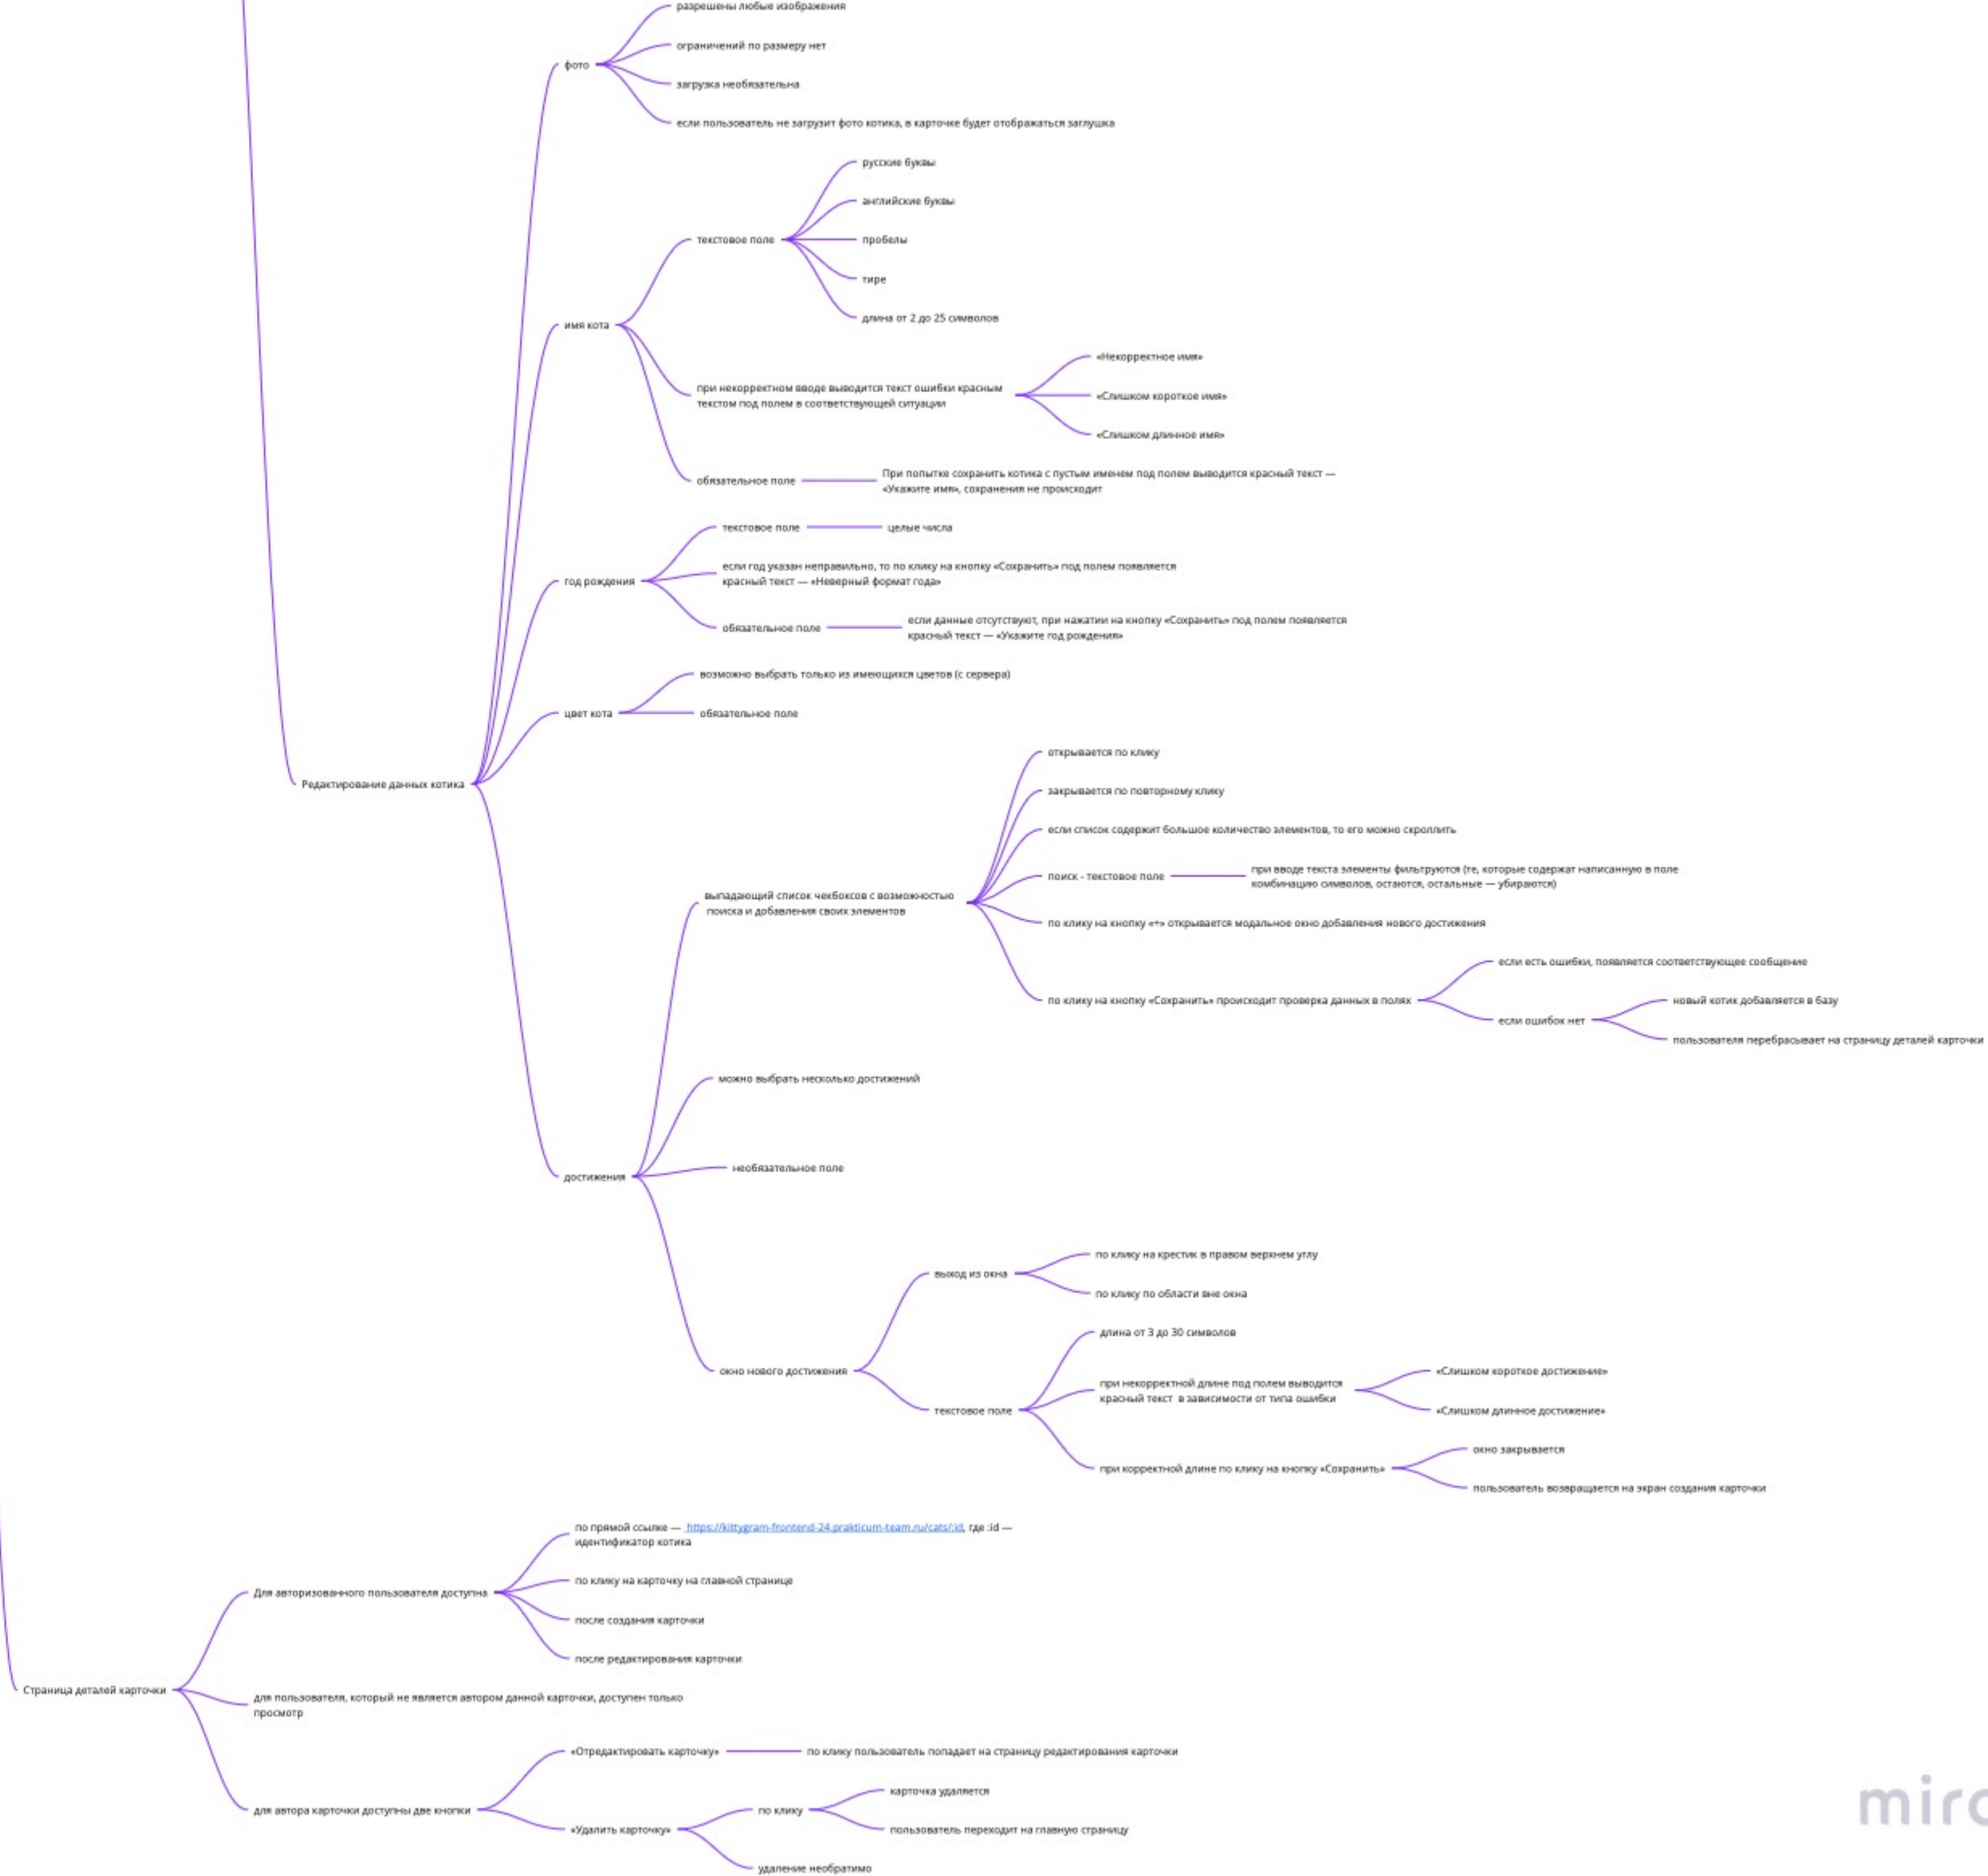 разрешены любые изображения
ограничений по размеру нет
фото
загрузка необязательна
если пользователь не загрузит фото котика, в карточке будет отображаться заглушка
русские буквы
английские буквы
текстовое поле
пробелы
тире
длина от 2 до 25 символов
имя кота
«Некорректное имя»
при некорректном вводе выводится текст ошибки красным
текстом под полем в соответствующей ситуации
«Слишком короткое имя»
«Слишком длинное имя»
обязательное поле
При попытке сохранить котика с пустым именем под полем выводится красный текст —
«Укажите имя», сохранения не происходит
текстовое поле
целые числа
год рождения
если год указан неправильно, то по клику на кнопку «Сохранить» под полем появляется
красный текст — «Неверный формат года»
обязательное поле
если данные отсутствуют, при нажатии на кнопку «Сохранить» под полем появляется
красный текст — «Укажите год рождения»
возможно выбрать только из имеющихся цветов (с сервера)
цвет кота
обязательное поле
Редактирование данных котика
открывается по клику
закрывается по повторному клику
если список содержит большое количество элементов, то его можно скроллить
поиск - текстовое поле
при вводе текста элементы фильтруются (те, которые содержат написанную в поле
комбинацию символов, остаются, остальные — убираются)
выпадающий список чекбоксов с возможностью
поиска и добавления своих элементов
по клику на кнопку «+» открывается модальное окно добавления нового достижения
по клику на кнопку «Сохранить» происходит проверка данных в полях
если есть ошибки, появляется соответствующее сообщение
если ошибок нет
новый котик добавляется в базу
пользователя перебрасывает на страницу деталей карточки
можно выбрать несколько достижений
достижения
необязательное поле
выход из окна
по клику на крестик в правом верхнем углу
по клику по области вне окна
окно нового достижения
длина от 3 до 30 символов
при некорректной длине под полем выводится
красный текст  в зависимости от типа ошибки
«Слишком короткое достижение»
«Слишком длинное достижение»
текстовое поле
при корректной длине по клику на кнопку «Сохранить»
окно закрывается
пользователь возвращается на экран создания карточки
по прямой ссылке — https://kittygram-frontend-24.prakticum-team.ru/cats/:id, где :id —
идентификатор котика
Для авторизованного пользователя доступна
по клику на карточку на главной странице
после создания карточки
после редактирования карточки
Страница деталей карточки
для пользователя, который не является автором данной карточки, доступен только
просмотр
«Отредактировать карточку»
по клику пользователь попадает на страницу редактирования карточки
для автора карточки доступны две кнопки
«Удалить карточку»
по клику
карточка удаляется
пользователь переходит на главную страницу
удаление необратимо
miro